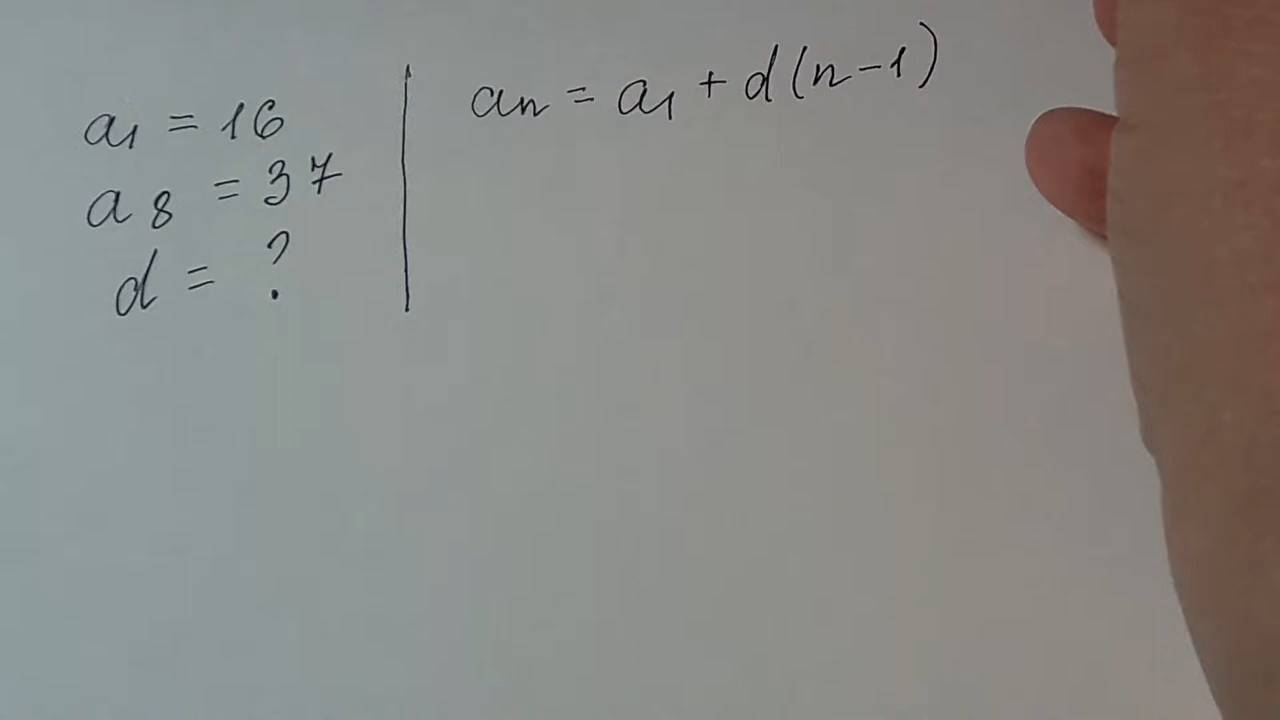 a₁ = 16
a₈ = 37
d = ?
aₙ = a₁ + d(n-1)